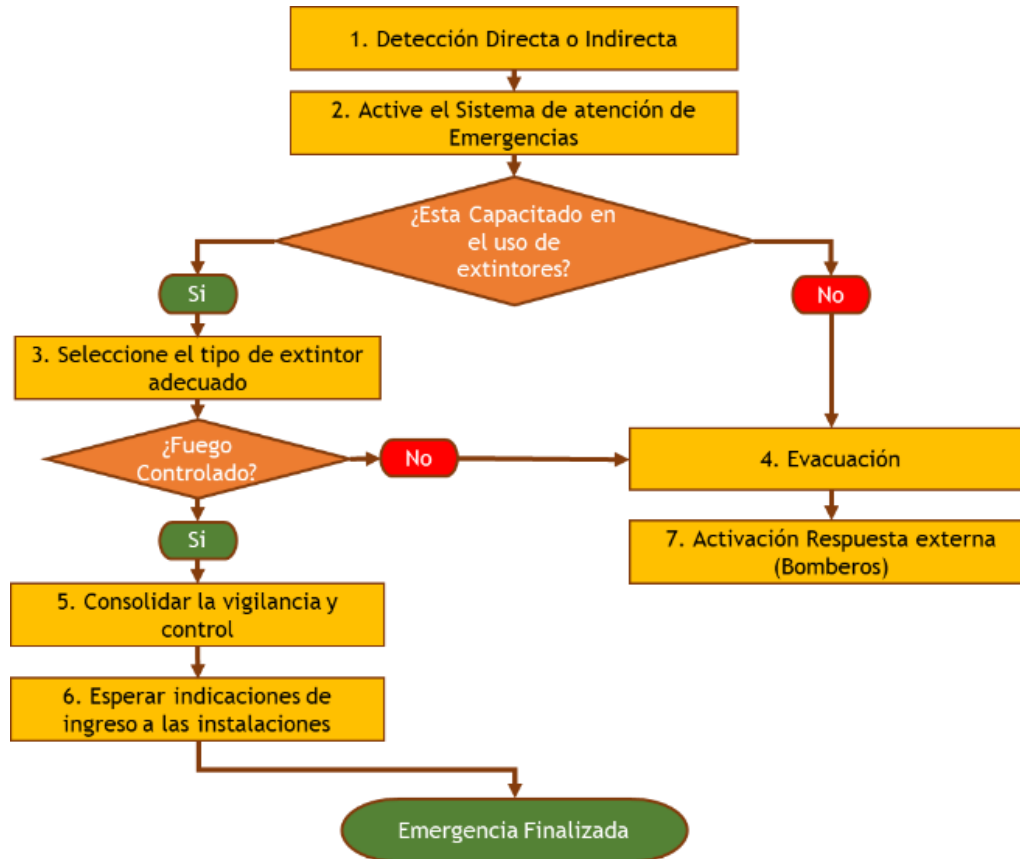 1. Detección Directa o Indirecta
2. Active el Sistema de atención de
Emergencias
¿Esta Capacitado en
el uso de
extintores?
Si
No
3. Seleccione el tipo de extintor
adecuado
¿Fuego
Controlado?
No
4. Evacuación
Si
7. Activación Respuesta externa
(Bomberos)
5. Consolidar la vigilancia y
control
6. Esperar indicaciones de
ingreso a las instalaciones
Emergencia Finalizada